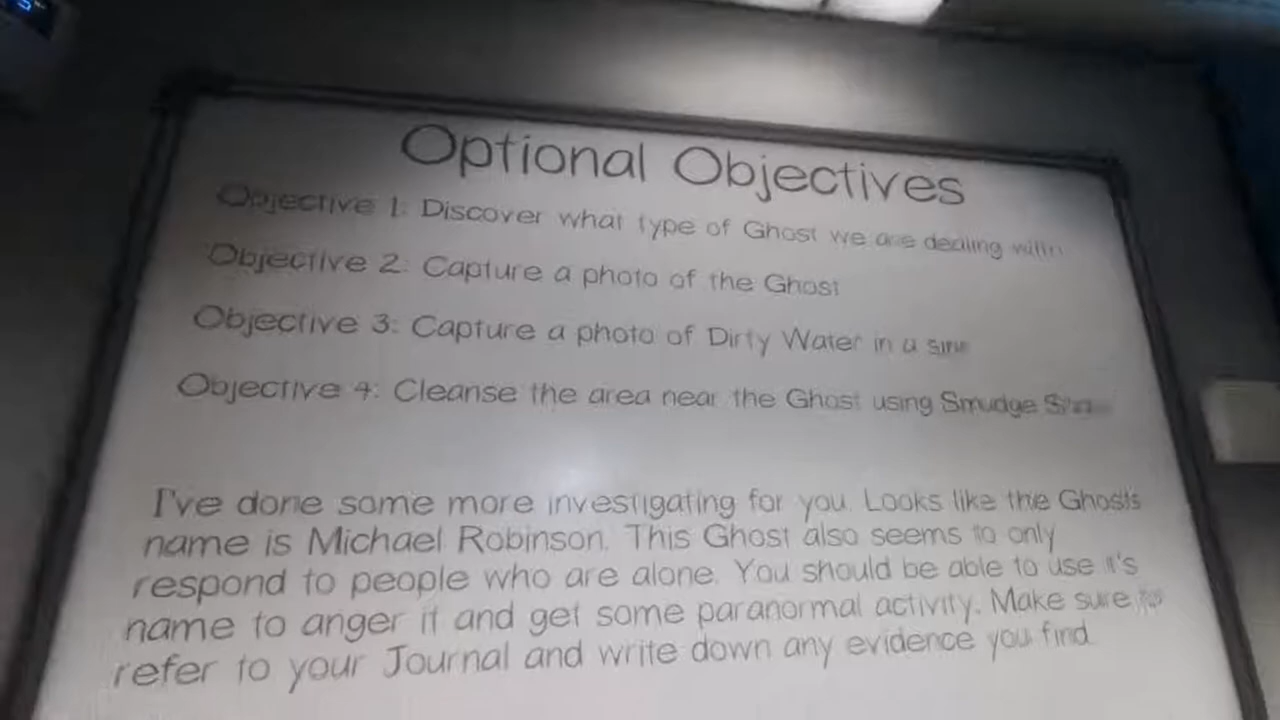 Optional Objectives
Objective 1: Discover what type of Ghost we are dealing with
Objective 2: Capture a photo of the Ghost
Objective 3: Capture a photo of Dirty Water in a sink
Objective 4: Cleanse the area near the Ghost using Smudge
I've done some more investigating for you. Looks like the Ghosts
name is Michael Robinson. This Ghost also seems to only
respond to people who are alone. You should be able to use it's
name to anger it and get some paranormal activity. Make sure to
refer to your Journal and write down any evidence you find.